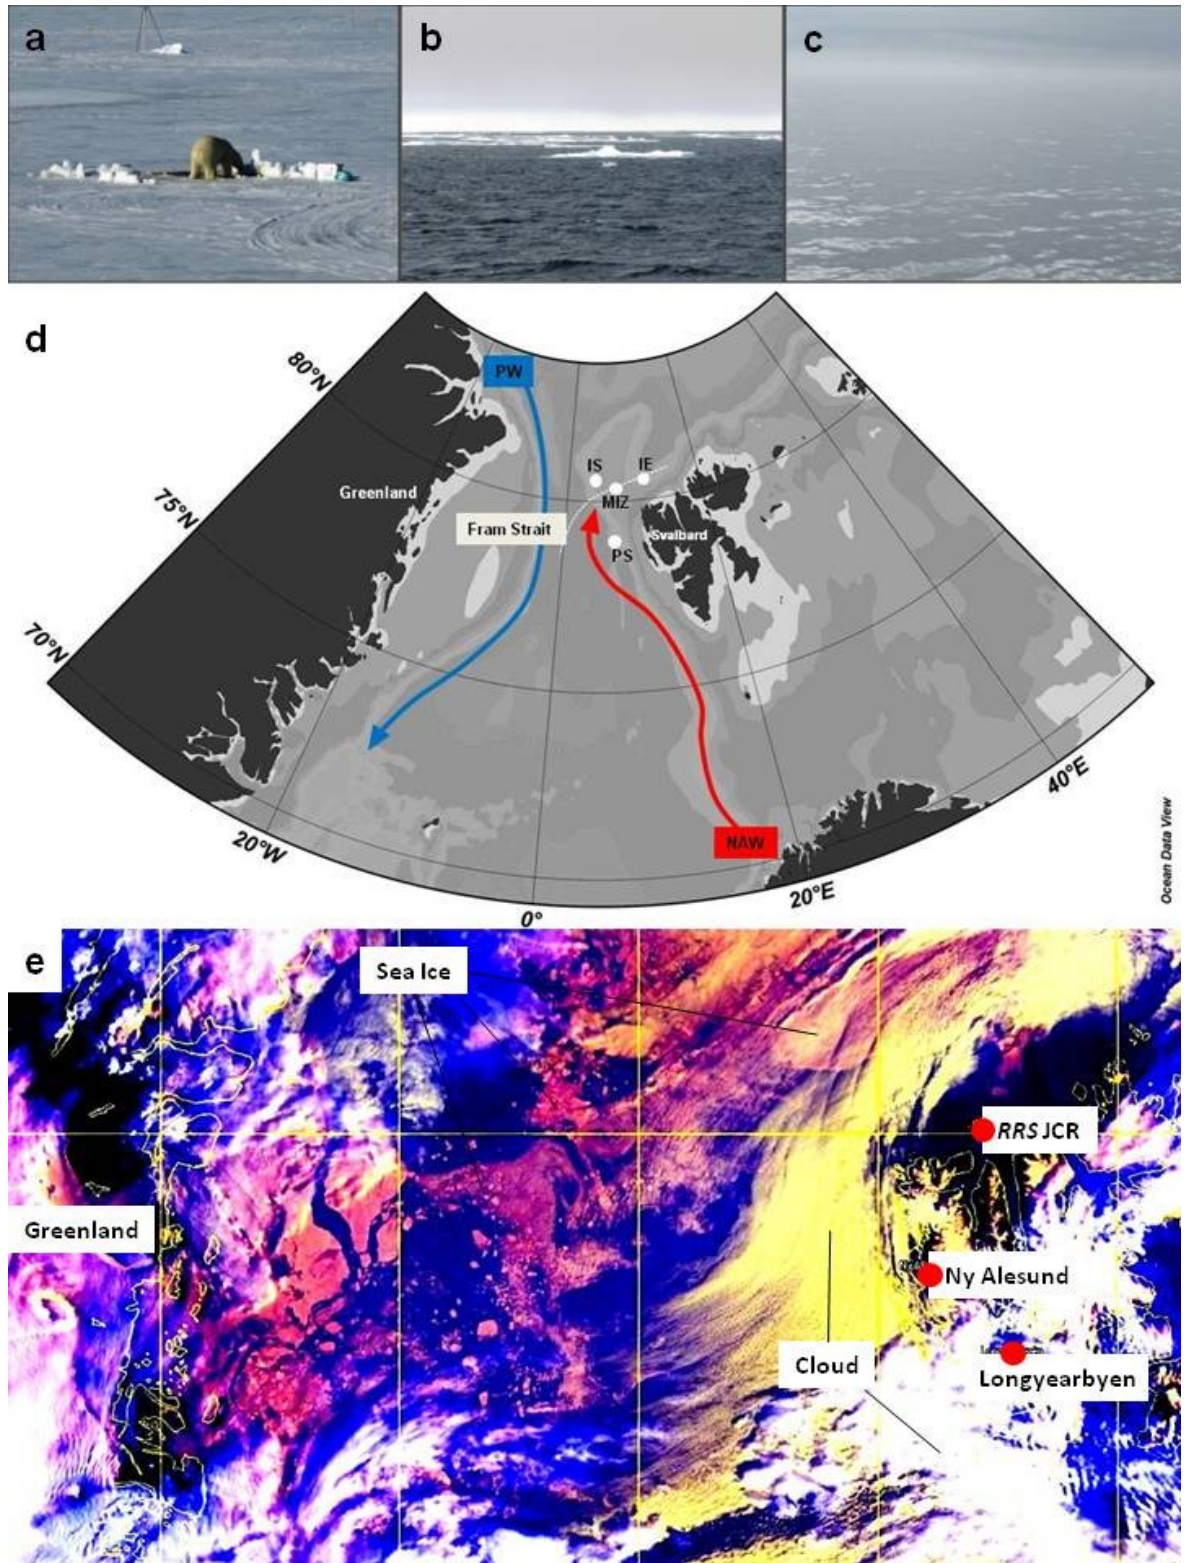 a
b
c
d
80°N
75°N
70°N
20°W
0°
20°E
40°E
PW
Greenland
Fram Strait
IS
IE
MIZ
PS
Svalbard
NAW
Ocean Data View
e
Sea Ice
RRS JCR
Greenland
Ny Alesund
Cloud
Longyearbyen